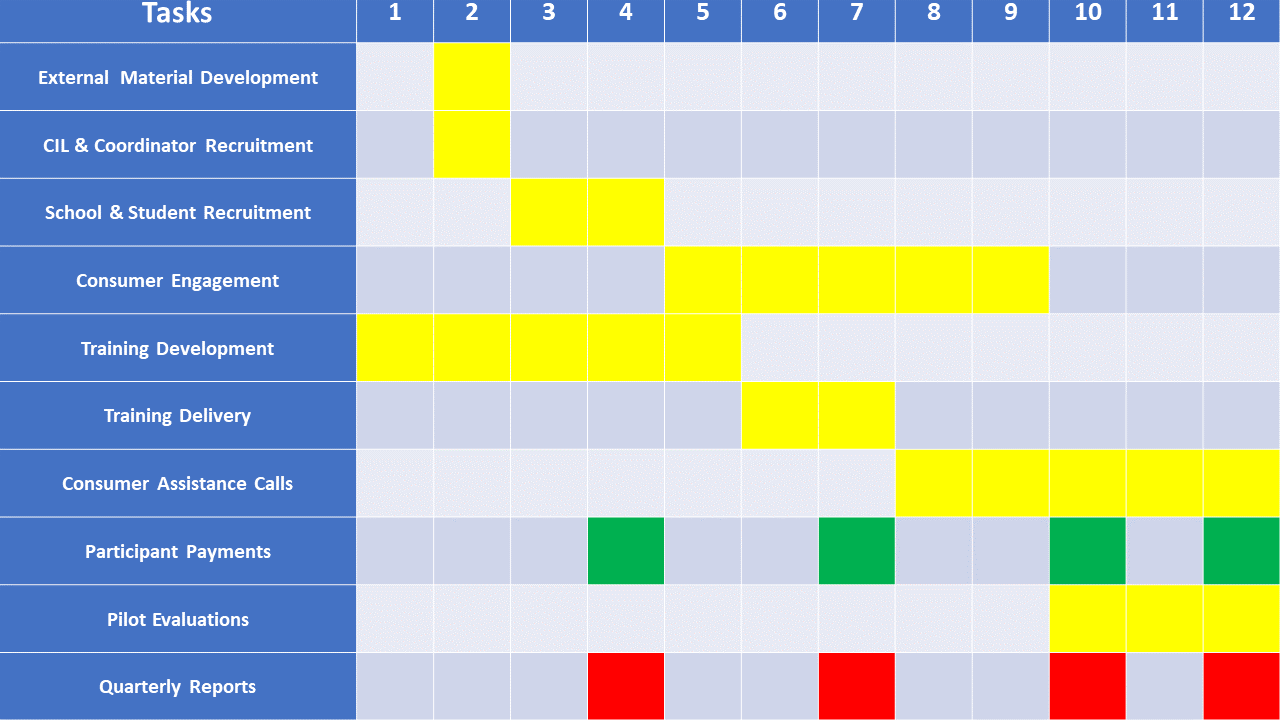 Tasks 1 2 3 4 5 6 7 8 9 10 11 12
External Material Development
CIL & Coordinator Recruitment
School & Student Recruitment
Consumer Engagement
Training Development
Training Delivery
Consumer Assistance Calls
Participant Payments
Pilot Evaluations
Quarterly Reports